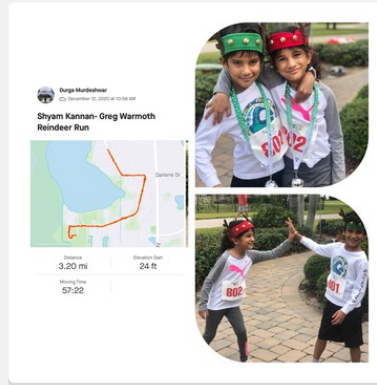 Durga Murdeshwar
December 12, 2020 at 10:58 AM
Shyam Kannan- Greg Warmoth
Reindeer Run
Darlene Dr
Distance
3.20 mi
Elevation Gain
24 ft
Moving Time
57:22
802
801